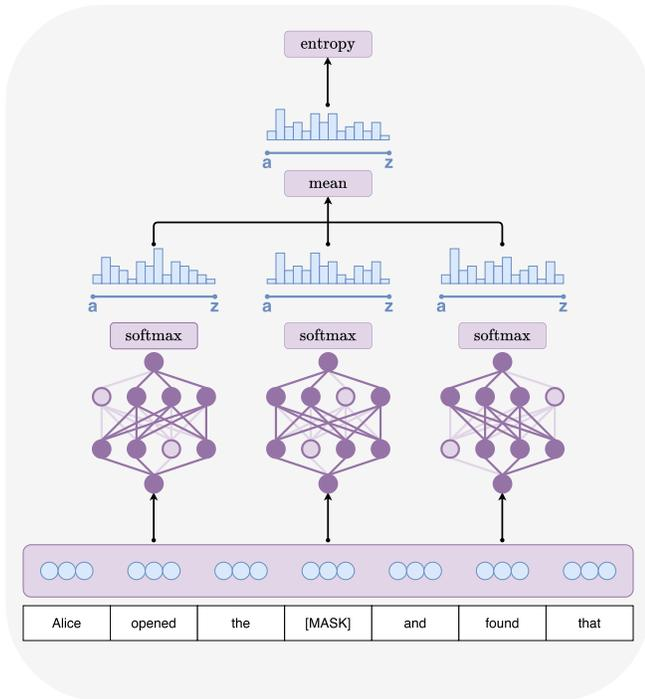 entropy
a z
mean
a z a z a z
softmax softmax softmax
Alice opened the [MASK] and found that